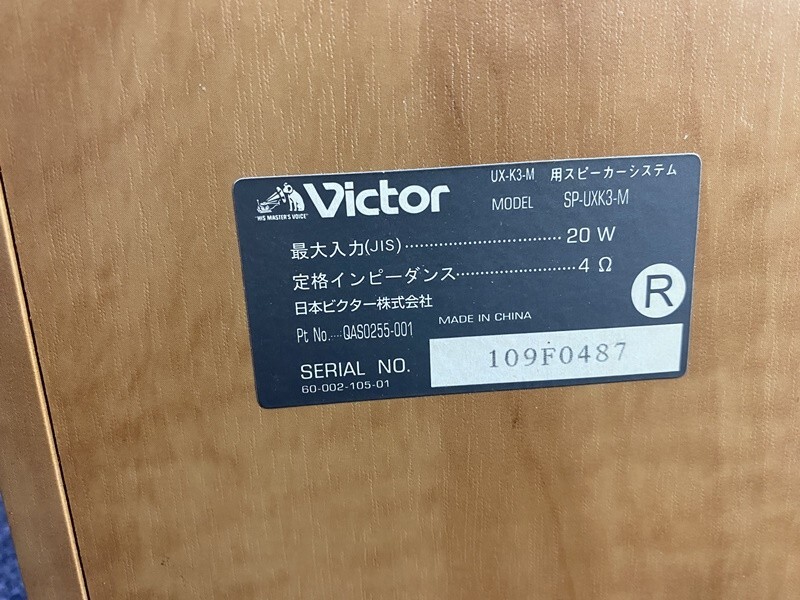 UX-K3-M 用スピーカーシステム
"HIS MASTER'S VOICE"
Victor
MODEL SP-UXK3-M
最大入力(JIS)······························20 W
定格インピーダンス······················4 Ω
日本ビクター株式会社
R
Pt No.····QAS0255-001
MADE IN CHINA
SERIAL NO.
109F0487
60-002-105-01